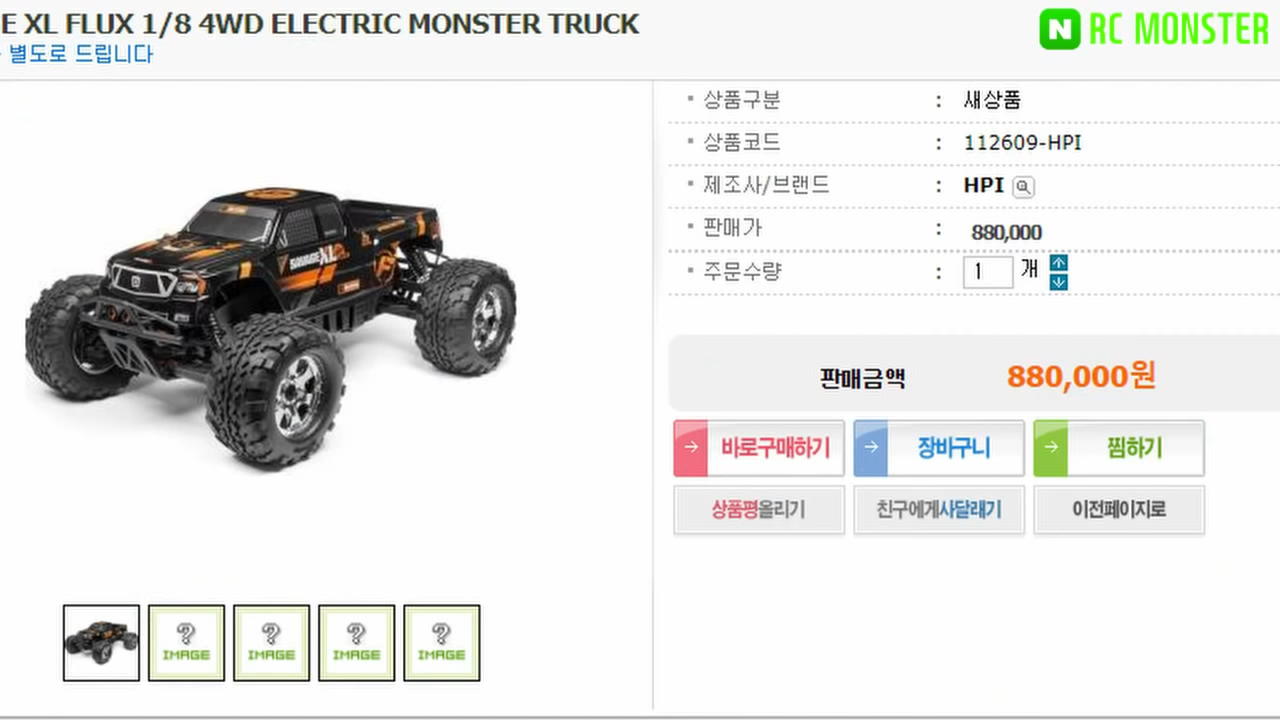 E XL FLUX 1/8 4WD ELECTRIC MONSTER TRUCK
별도로 드립니다
N RC MONSTER
상품구분 : 새상품
상품코드 : 112609-HPI
제조사/브랜드 : HPI
판매가 : 880,000
주문수량 : 1 개
SAVAGE XL
판매금액 880,000원
바로구매하기 장바구니 찜하기
상품평올리기 친구에게사달래기 이전페이지로
? IMAGE ? IMAGE ? IMAGE ? IMAGE